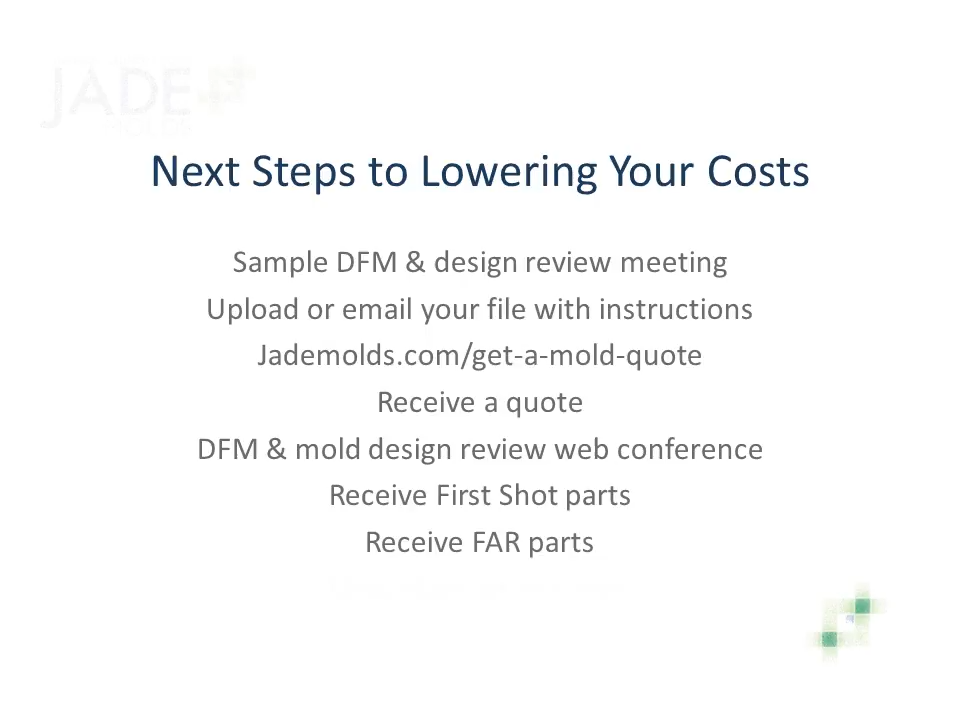 JADE
MOLDS
Next Steps to Lowering Your Costs
Sample DFM & design review meeting
Upload or email your file with instructions
Jademolds.com/get-a-mold-quote
Receive a quote
DFM & mold design review web conference
Receive First Shot parts
Receive FAR parts